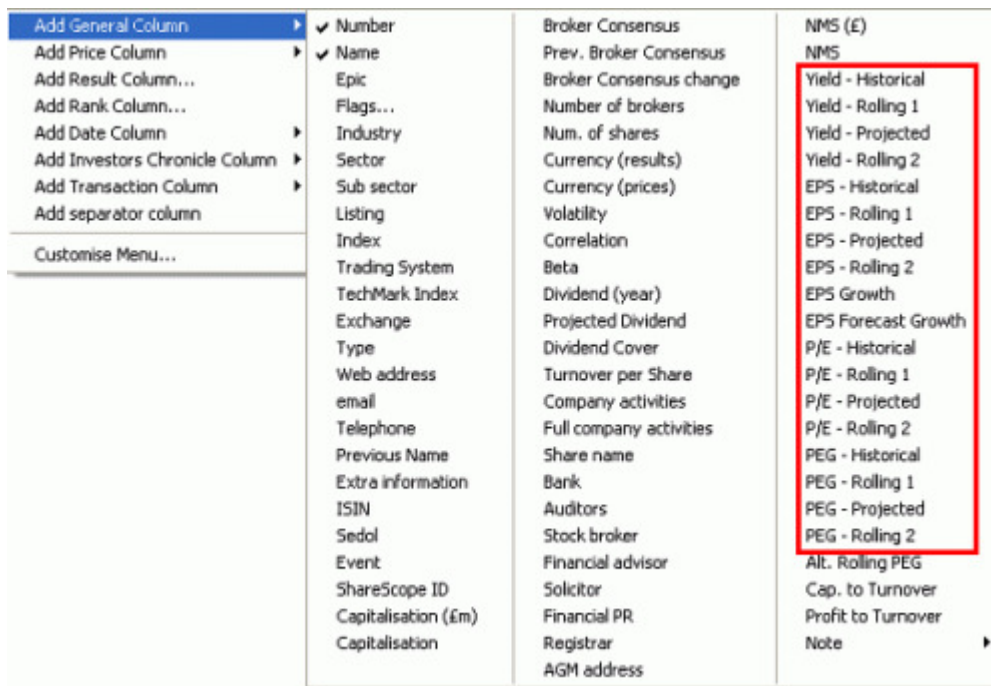 Add General Column
Add Price Column
Add Result Column...
Add Rank Column...
Add Date Column
Add Investors Chronicle Column
Add Transaction Column
Add separator column
Customise Menu...
Number
Name
Epic
Flags...
Industry
Sector
Sub sector
Listing
Index
Trading System
TechMark Index
Exchange
Type
Web address
email
Telephone
Previous Name
Extra information
ISIN
Sedol
Event
ShareScope ID
Capitalisation (£m)
Capitalisation
Broker Consensus
Prev. Broker Consensus
Broker Consensus change
Number of brokers
Num. of shares
Currency (results)
Currency (prices)
Volatility
Correlation
Beta
Dividend (year)
Projected Dividend
Dividend Cover
Turnover per Share
Company activities
Full company activities
Share name
Bank
Auditors
Stock broker
Financial advisor
Solicitor
Financial PR
Registrar
AGM address
NMS (£)
NMS
Yield - Historical
Yield - Rolling 1
Yield - Projected
Yield - Rolling 2
EPS - Historical
EPS - Rolling 1
EPS - Projected
EPS - Rolling 2
EPS Growth
EPS Forecast Growth
P/E - Historical
P/E - Rolling 1
P/E - Projected
P/E - Rolling 2
PEG - Historical
PEG - Rolling 1
PEG - Projected
PEG - Rolling 2
Alt. Rolling PEG
Cap. to Turnover
Profit to Turnover
Note